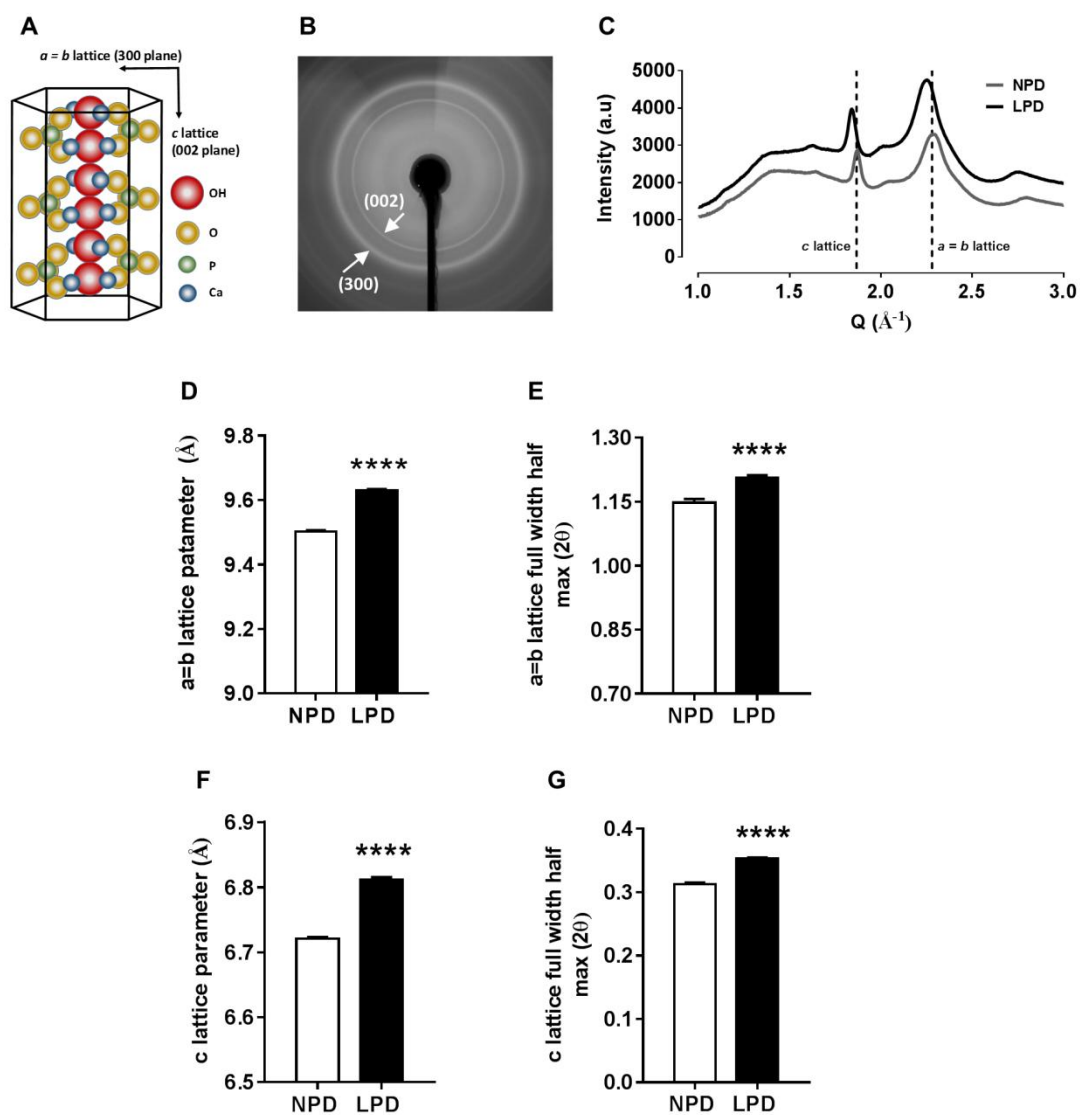 A
a = b lattice (300 plane)
c lattice
(002 plane)
OH
O
P
Ca
B
(002)
(300)
C
Intensity (a.u)
5000
4000
3000
2000
1000
0
NPD
LPD
c lattice
a = b lattice
1.0
1.5
2.0
2.5
3.0
Q (Å-1)
D
a=b lattice patameter (Å)
9.8
9.6
9.4
9.2
9.0
****
NPD
LPD
E
a=b lattice full width half
max (2θ)
1.30
1.15
1.00
0.85
0.70
****
NPD
LPD
F
c lattice parameter (Å)
6.9
6.8
6.7
6.6
6.5
****
NPD
LPD
G
c lattice full width half
max (2θ)
0.4
0.3
0.2
0.1
0.0
****
NPD
LPD